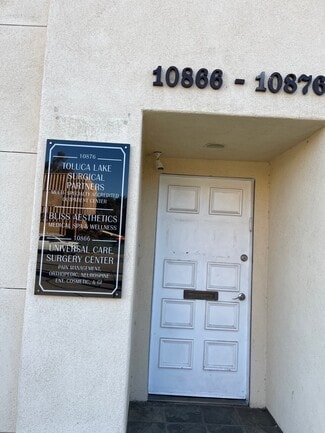 10866 - 10876
10876
TOLUCA LAKE
SURGICAL
PARTNERS
MULTI-SPECIALTY ACCREDITED
OUTPATIENT CENTER
BLISS AESTHETICS
MEDICAL SPA & WELLNESS
10866
UNIVERSAL CARE
SURGERY CENTER
PAIN MANAGEMENT,
ORTHOPEDIC, NEUROSPINE
ENT, COSMETIC, & GI